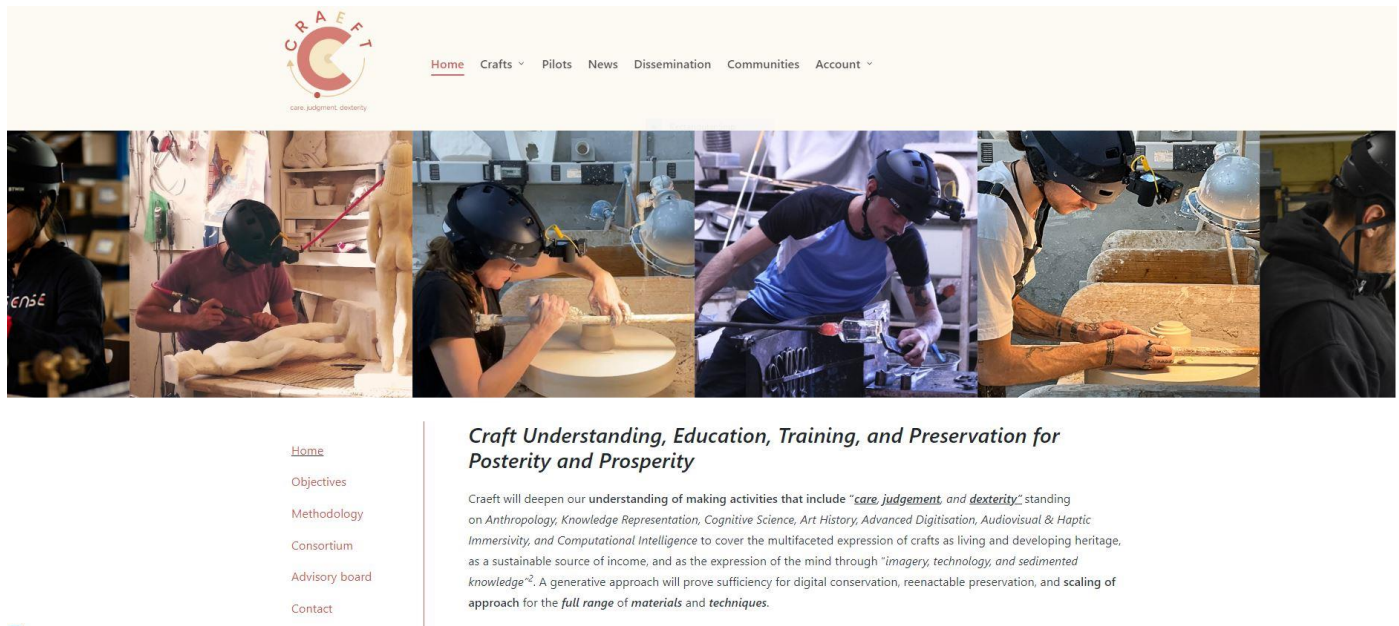 CRAEFT
care. judgment. dexterity
Home Crafts Pilots News Dissemination Communities Account
Home
Objectives
Methodology
Consortium
Advisory board
Contact
Craft Understanding, Education, Training, and Preservation for
Posterity and Prosperity
Craeft will deepen our understanding of making activities that include “care, judgement, and dexterity” standing
on Anthropology, Knowledge Representation, Cognitive Science, Art History, Advanced Digitisation, Audiovisual & Haptic
Immersivity, and Computational Intelligence to cover the multifaceted expression of crafts as living and developing heritage,
as a sustainable source of income, and as the expression of the mind through “imagery, technology, and sedimented
knowledge”2. A generative approach will prove sufficiency for digital conservation, reenactable preservation, and scaling of
approach for the full range of materials and techniques.